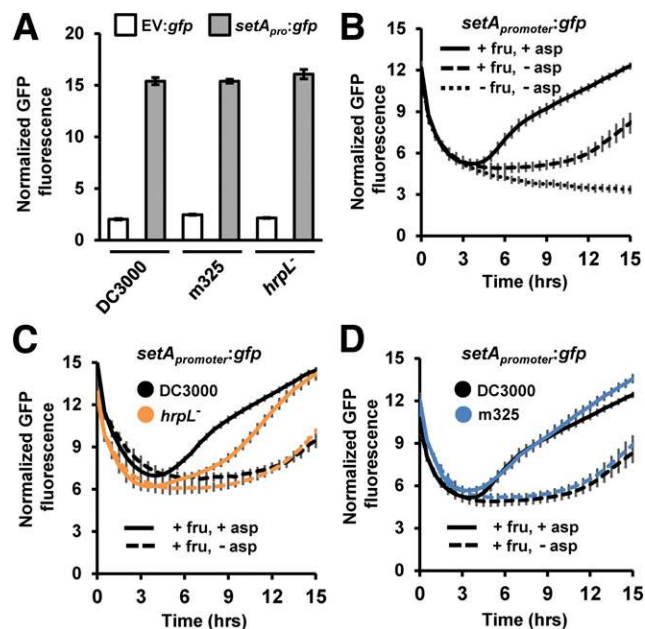 A
EV:gfp
setApro:gfp
Normalized GFP
fluorescence
20
15
10
5
0
DC3000
m325
hrpL-
B
setApromoter:gfp
+ fru, + asp
+ fru, - asp
- fru, - asp
Normalized GFP
fluorescence
12
9
6
3
0
0 3 6 9 12 15
Time (hrs)
C
setApromoter:gfp
DC3000
hrpL-
Normalized GFP
fluorescence
15
12
9
6
3
0
+ fru, + asp
+ fru, - asp
0 3 6 9 12 15
Time (hrs)
D
setApromoter:gfp
DC3000
m325
Normalized GFP
fluorescence
15
12
9
6
3
0
+ fru, + asp
+ fru, - asp
0 3 6 9 12 15
Time (hrs)